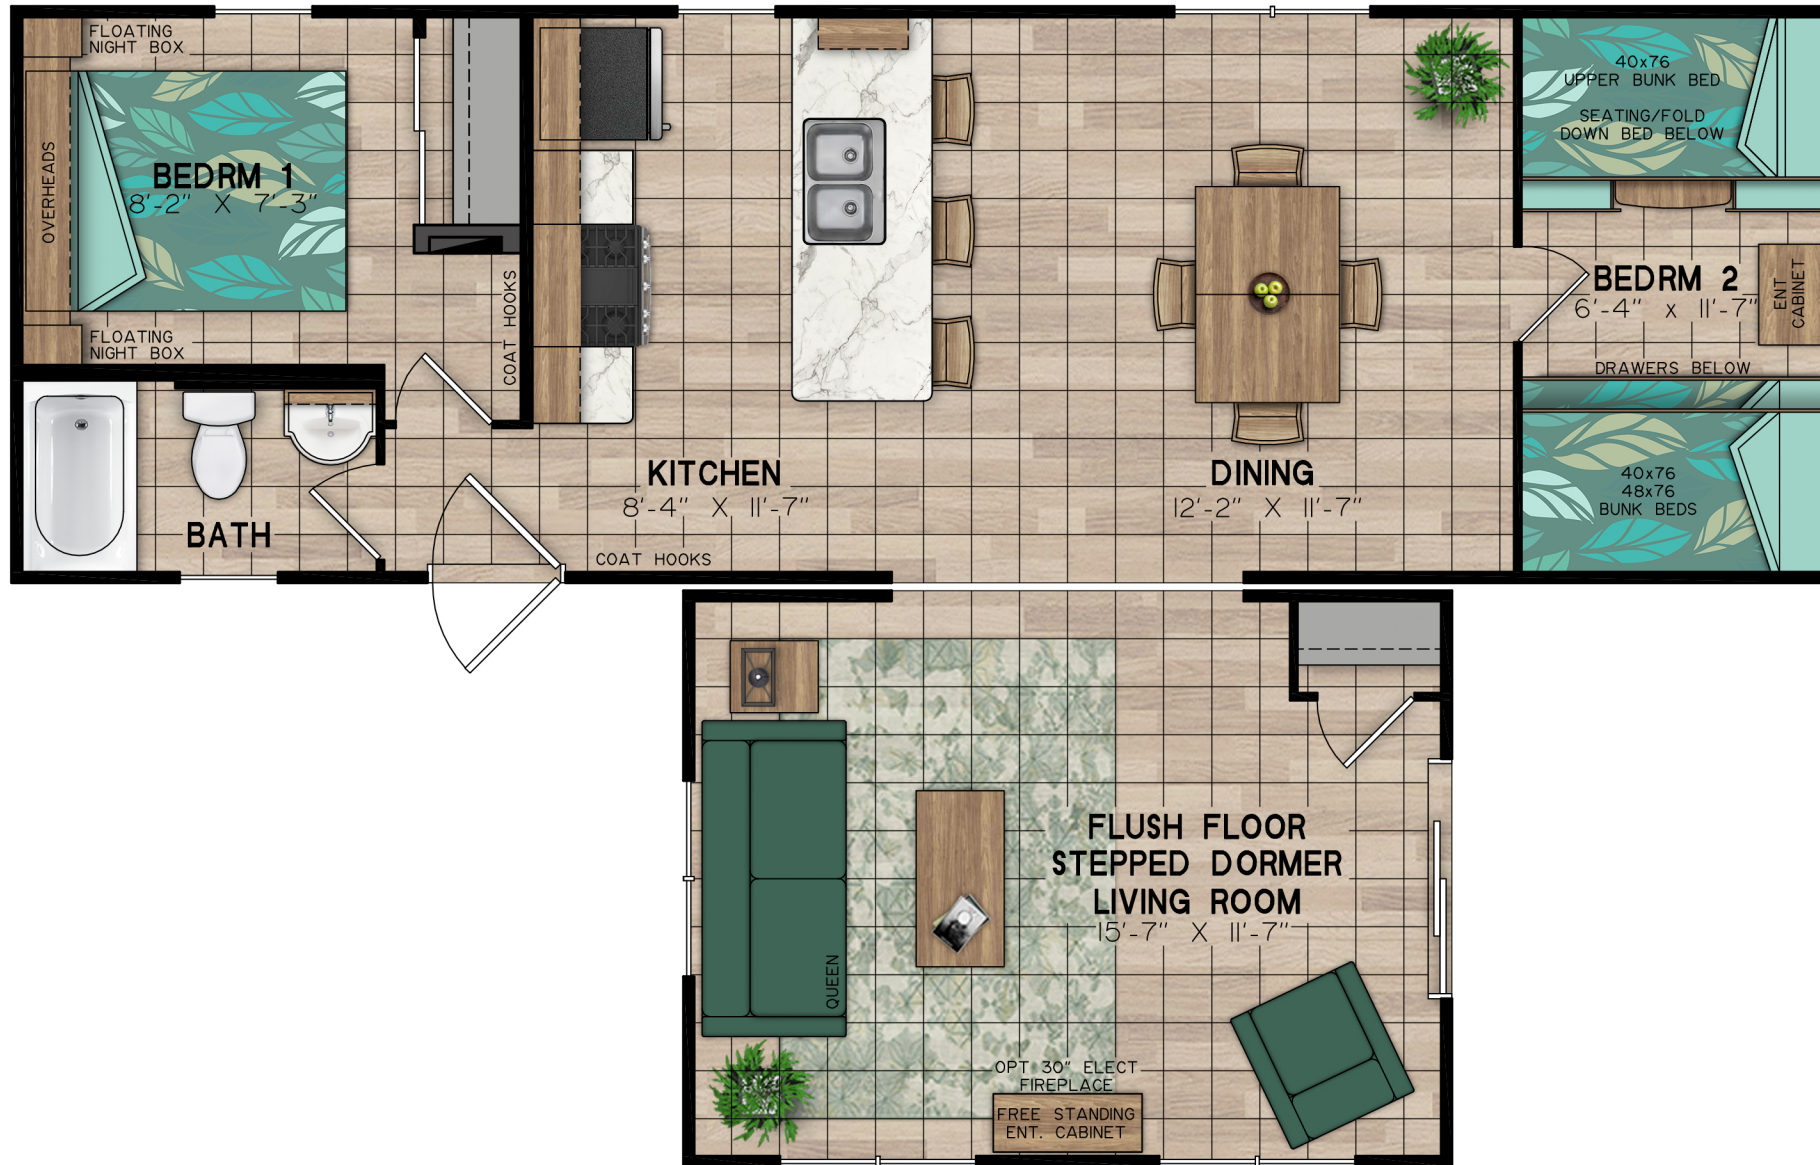 FLOATING
NIGHT BOX
OVERHEADS
BEDRM 1
8'-2" X 7'-3"
FLOATING
NIGHT BOX
COAT HOOKS
BATH
KITCHEN
8'-4" X 11'-7"
COAT HOOKS
DINING
12'-2" X 11'-7"
40x76
UPPER BUNK BED
SEATING/FOLD
DOWN BED BELOW
BEDRM 2
6'-4" x 11'-7"
ENT
CABINET
DRAWERS BELOW
40x76
48x76
BUNK BEDS
FLUSH FLOOR
STEPPED DORMER
LIVING ROOM
15'-7" X 11'-7"
QUEEN
OPT 30" ELECT
FIREPLACE
FREE STANDING
ENT. CABINET